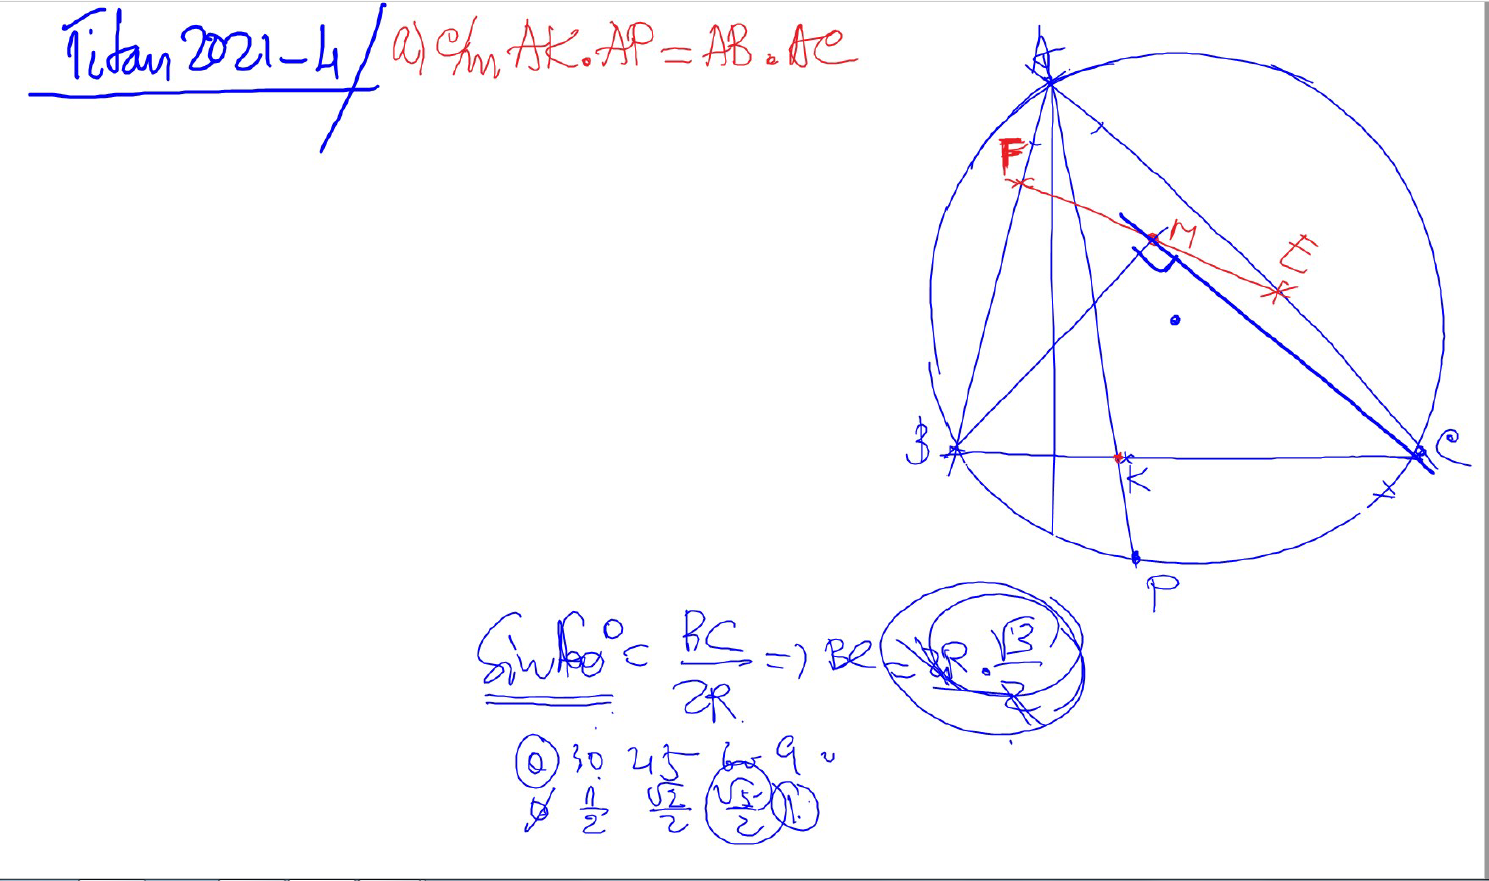 Titan 2021-4/ a) C/m AK.AP = AB.AC
A
F
M
E
B
C
K
P
Sin60° = BC/2R => BC = 2R.√3/2
0 30 45 60 90
0 1/2 √2/2 √3/2 1